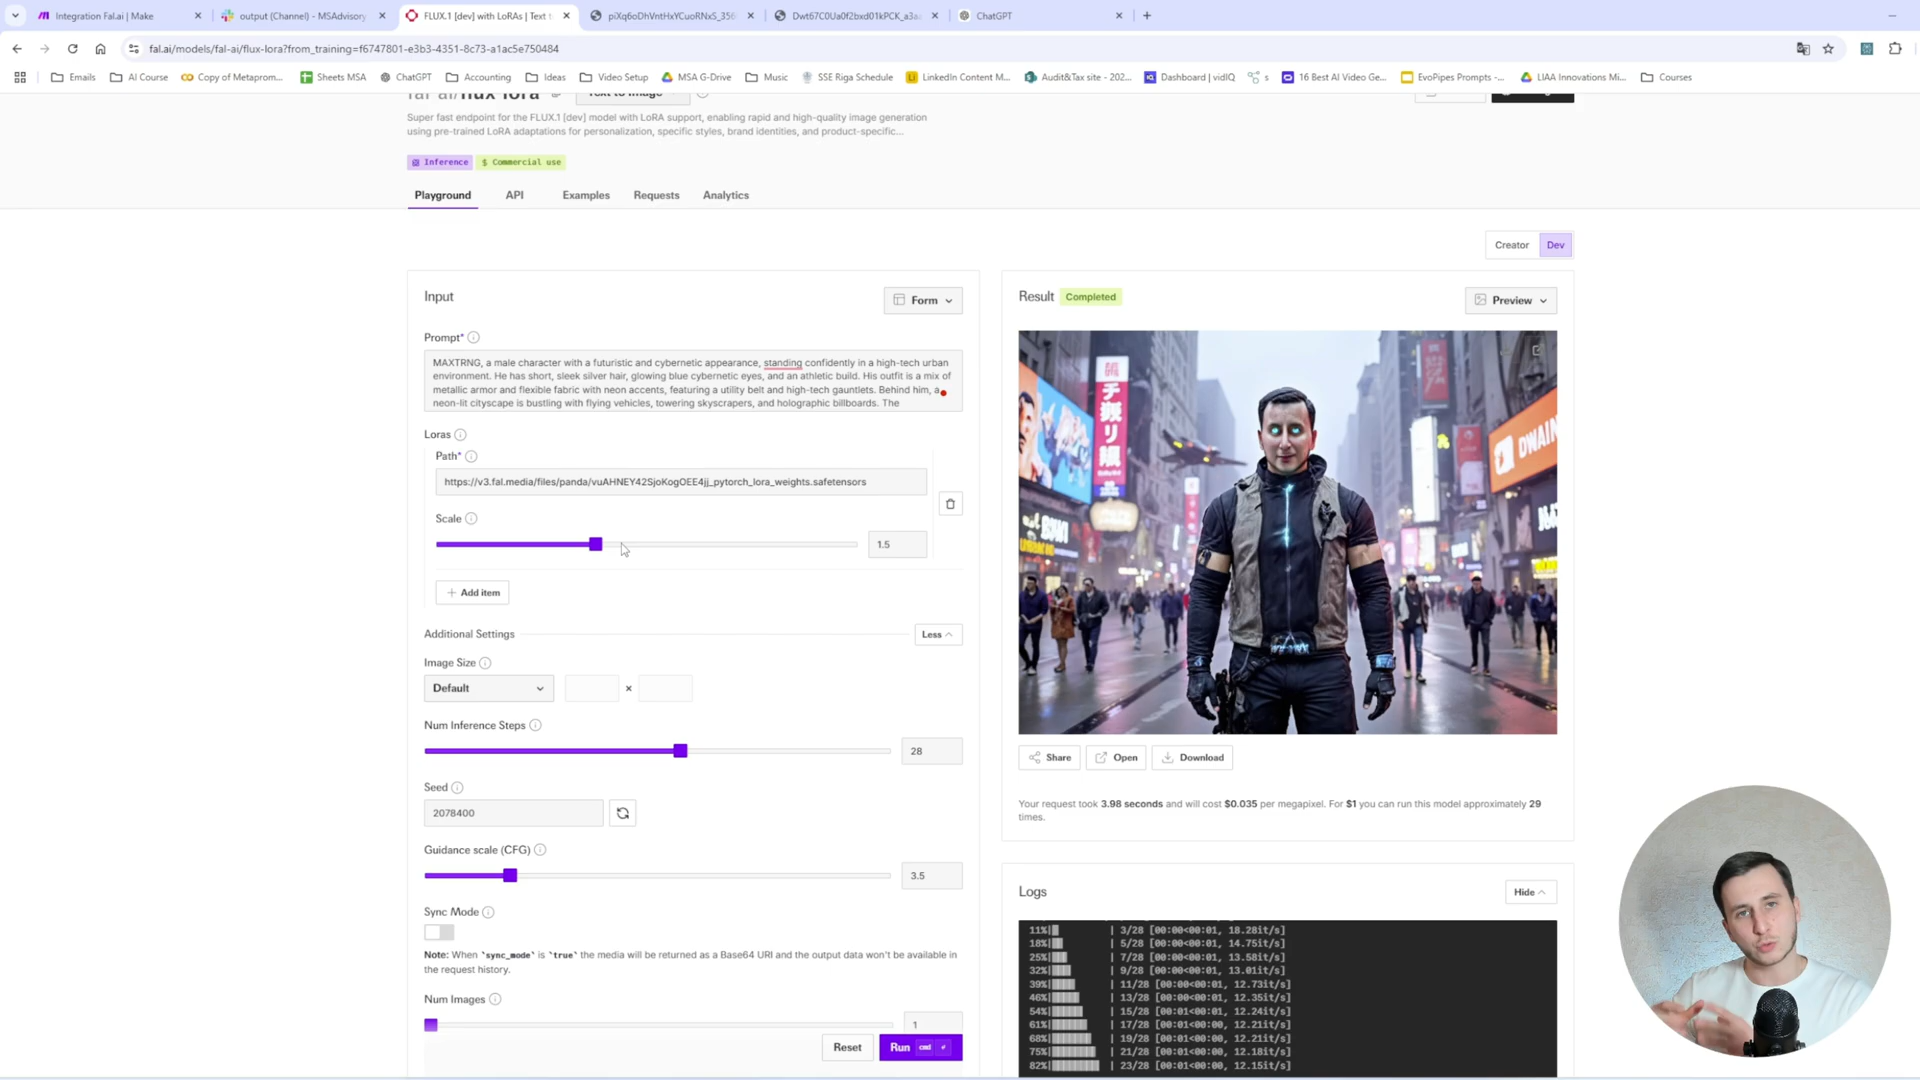 Integration Fal.ai | Make
output (Channel) - MSAdvisory
FLUX.1 [dev] with LoRAs | Text t
piXq6oDhVntHxYCuoRNxS_356
Dwt67C0Ua0f2bxd01kPCK_a3a
ChatGPT
fal.ai/models/fal-ai/flux-lora?from_training=f6747801-e3b3-4351-8c73-a1ac5e750484
Emails
AI Course
Copy of Metaprom...
Sheets MSA
ChatGPT
Accounting
Ideas
Video Setup
MSA G-Drive
Music
SSE Riga Schedule
LinkedIn Content M...
Audit&Tax site - 202...
Dashboard | vidIQ
s
16 Best AI Video Ge...
EvoPipes Prompts -...
LIAA Innovations Mi...
Courses
fal-ai/flux-lora
Text to Image
Super fast endpoint for the FLUX.1 [dev] model with LoRA support, enabling rapid and high-quality image generation
using pre-trained LoRA adaptations for personalization, specific styles, brand identities, and product-specific...
Inference
$ Commercial use
Playground
API
Examples
Requests
Analytics
Creator
Dev
Input
Form
Prompt*
MAXTRNG, a male character with a futuristic and cybernetic appearance, standing confidently in a high-tech urban
environment. He has short, sleek silver hair, glowing blue cybernetic eyes, and an athletic build. His outfit is a mix of
metallic armor and flexible fabric with neon accents, featuring a utility belt and high-tech gauntlets. Behind him, a
neon-lit cityscape is bustling with flying vehicles, towering skyscrapers, and holographic billboards. The
Loras
Path*
https://v3.fal.media/files/panda/vuAHNEY42SjoKogOEE4jj_pytorch_lora_weights.safetensors
Scale
1.5
+ Add item
Additional Settings
Less
Image Size
Default
×
Num Inference Steps
28
Seed
2078400
Guidance scale (CFG)
3.5
Sync Mode
Note: When `sync_mode` is `true` the media will be returned as a Base64 URI and the output data won't be available in
the request history.
Num Images
1
Reset
Run cmd
Result
Completed
Preview
DWAIN
Share
Open
Download
Your request took 3.98 seconds and will cost $0.035 per megapixel. For $1 you can run this model approximately 29
times.
Logs
Hide
11%| | 3/28 [00:00<00:01, 18.28it/s]
18%| | 5/28 [00:00<00:01, 14.75it/s]
25%| | 7/28 [00:00<00:01, 13.58it/s]
32%| | 9/28 [00:00<00:01, 13.01it/s]
39%| | 11/28 [00:00<00:01, 12.73it/s]
46%| | 13/28 [00:00<00:01, 12.35it/s]
54%| | 15/28 [00:01<00:01, 12.24it/s]
61%| | 17/28 [00:01<00:00, 12.21it/s]
68%| | 19/28 [00:01<00:00, 12.21it/s]
75%| | 21/28 [00:01<00:00, 12.18it/s]
82%| | 23/28 [00:01<00:00, 12.15it/s]